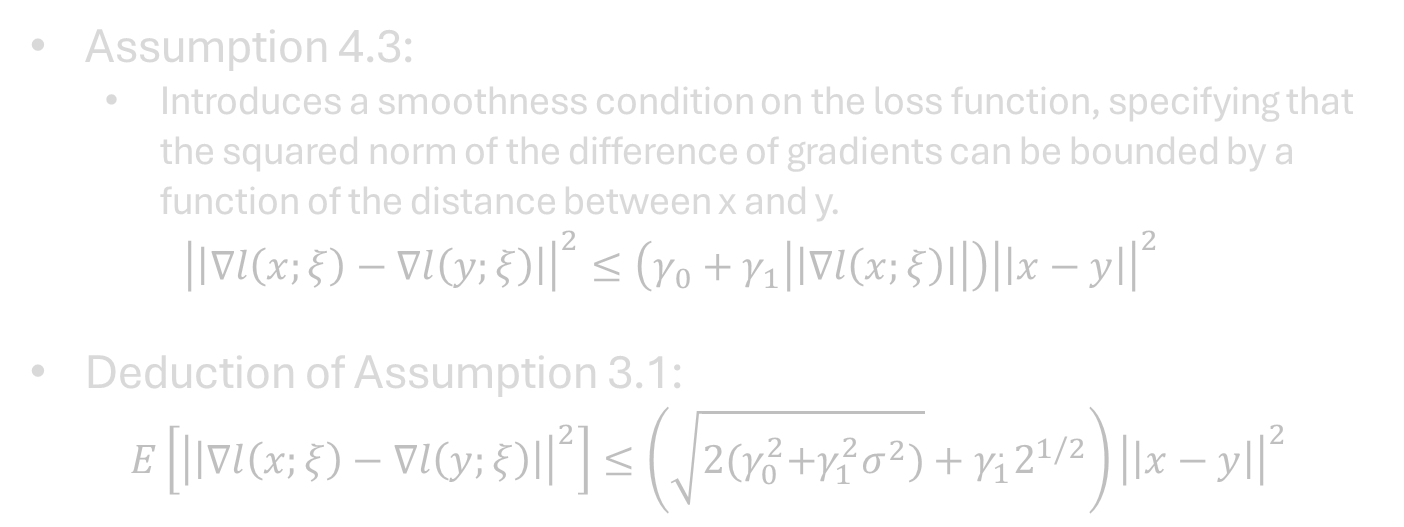 • Assumption 4.3:
• Introduces a smoothness condition on the loss function, specifying that
the squared norm of the difference of gradients can be bounded by a
function of the distance between x and y.
||∇l(x; ξ) − ∇l(y; ξ)||² ≤ (γ₀ + γ₁||∇l(x; ξ)||)||x − y||²
• Deduction of Assumption 3.1:
E[||∇l(x; ξ) − ∇l(y; ξ)||²] ≤ (√(2(γ₀²+γ₁²σ²)) + γ₁̇ 2^{1/2})||x − y||²